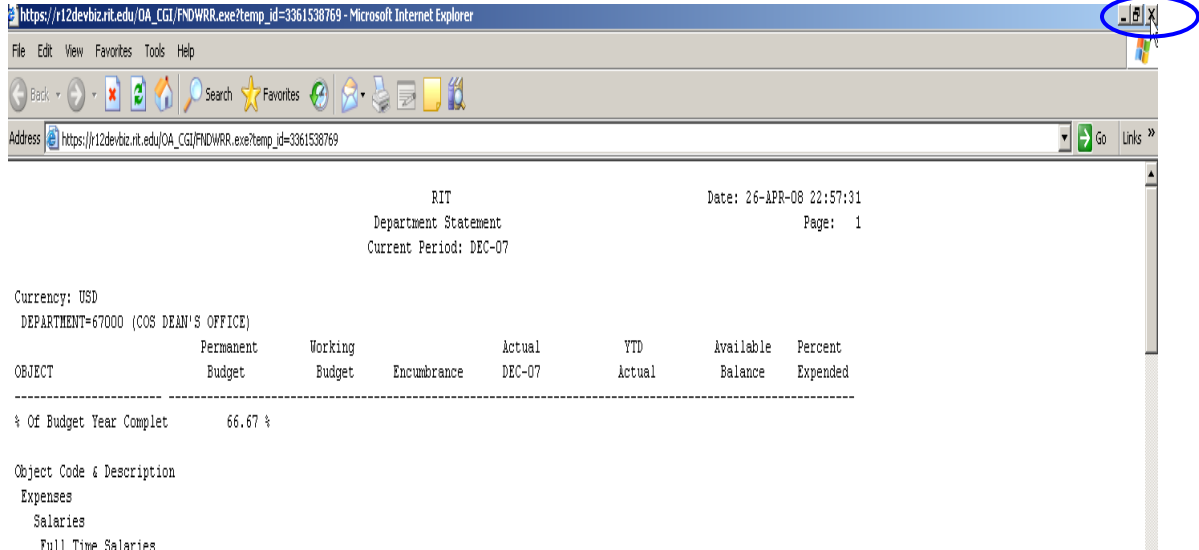 https://r12devbiz.rit.edu/OA_CGI/FNDWRR.exe?temp_id=3361538769 - Microsoft Internet Explorer
File Edit View Favorites Tools Help
Back Search Favorites
Address https://r12devbiz.rit.edu/OA_CGI/FNDWRR.exe?temp_id=3361538769 Go Links »
RIT Date: 26-APR-08 22:57:31
Department Statement Page: 1
Current Period: DEC-07
Currency: USD
DEPARTMENT=67000 (COS DEAN'S OFFICE)
Permanent Working Actual YTD Available Percent
OBJECT Budget Budget Encumbrance DEC-07 Actual Balance Expended
% Of Budget Year Complet 66.67 %
Object Code & Description
Expenses
Salaries
Full Time Salaries